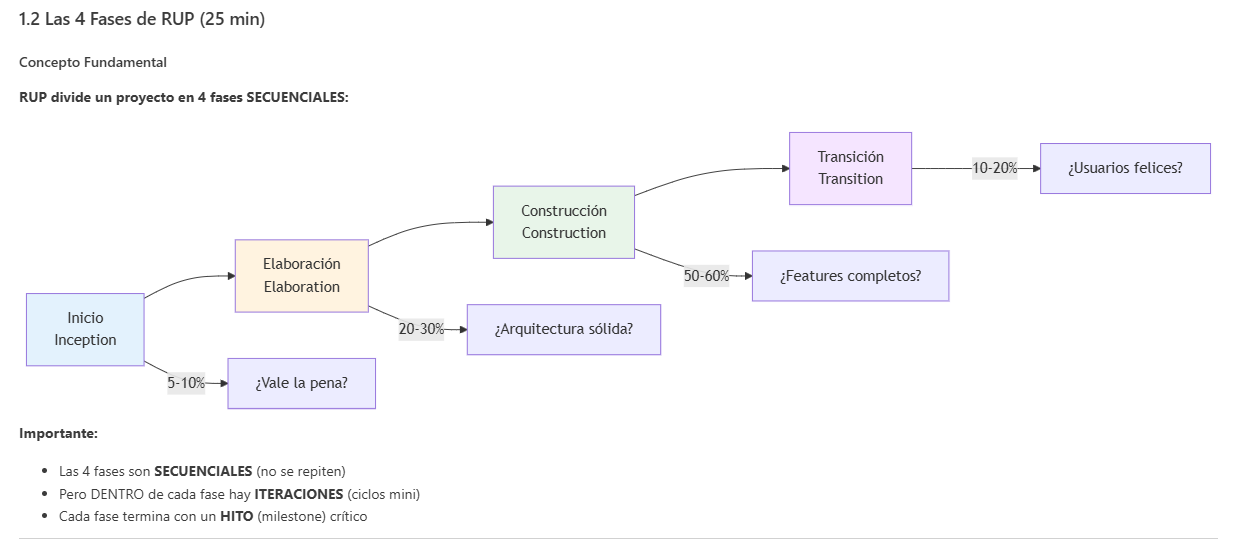 1.2 Las 4 Fases de RUP (25 min)
Concepto Fundamental
RUP divide un proyecto en 4 fases SECUENCIALES:
Inicio
Inception
5-10%
¿Vale la pena?
Elaboración
Elaboration
20-30%
¿Arquitectura sólida?
Construcción
Construction
50-60%
¿Features completos?
Transición
Transition
10-20%
¿Usuarios felices?
Importante:
• Las 4 fases son SECUENCIALES (no se repiten)
• Pero DENTRO de cada fase hay ITERACIONES (ciclos mini)
• Cada fase termina con un HITO (milestone) crítico